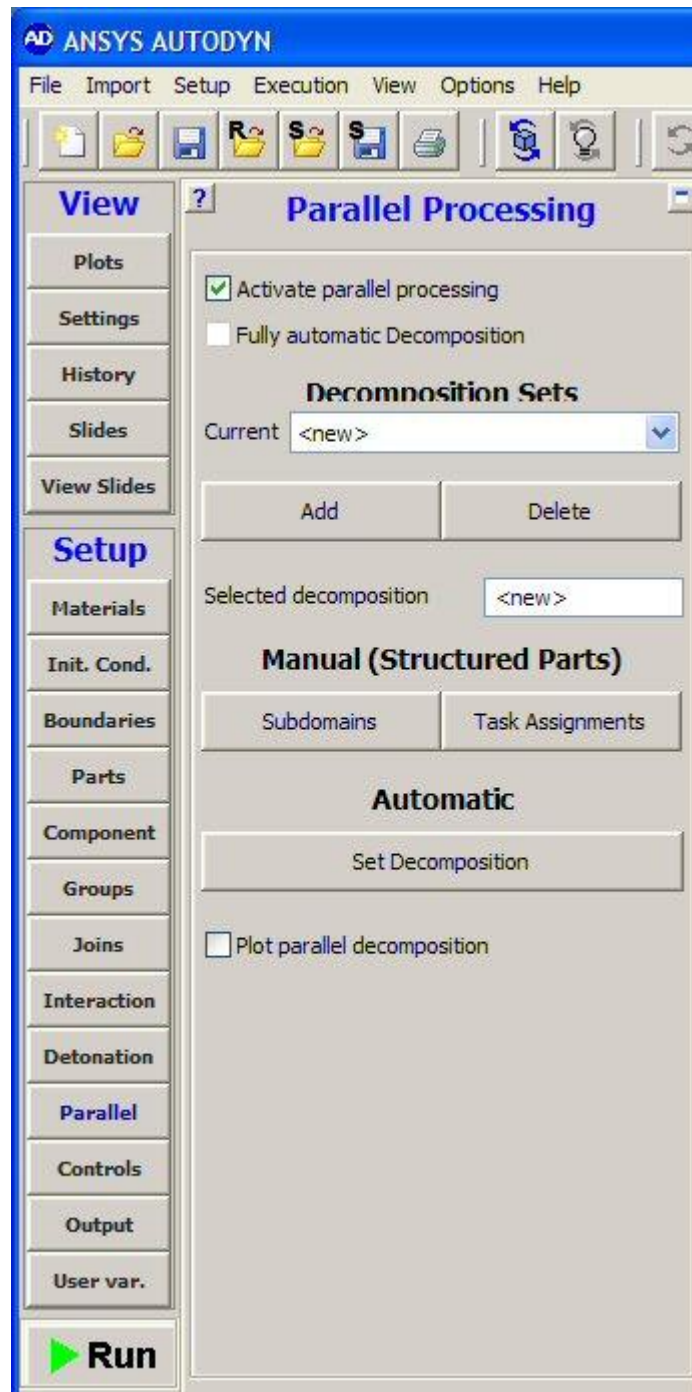 AD ANSYS AUTODYN
File Import Setup Execution View Options Help
R S S
View
Plots
Settings
History
Slides
View Slides
Setup
Materials
Init. Cond.
Boundaries
Parts
Component
Groups
Joins
Interaction
Detonation
Parallel
Controls
Output
User var.
Run
? Parallel Processing
Activate parallel processing
Fully automatic Decomposition
Decomposition Sets
Current <new>
Add Delete
Selected decomposition <new>
Manual (Structured Parts)
Subdomains Task Assignments
Automatic
Set Decomposition
Plot parallel decomposition